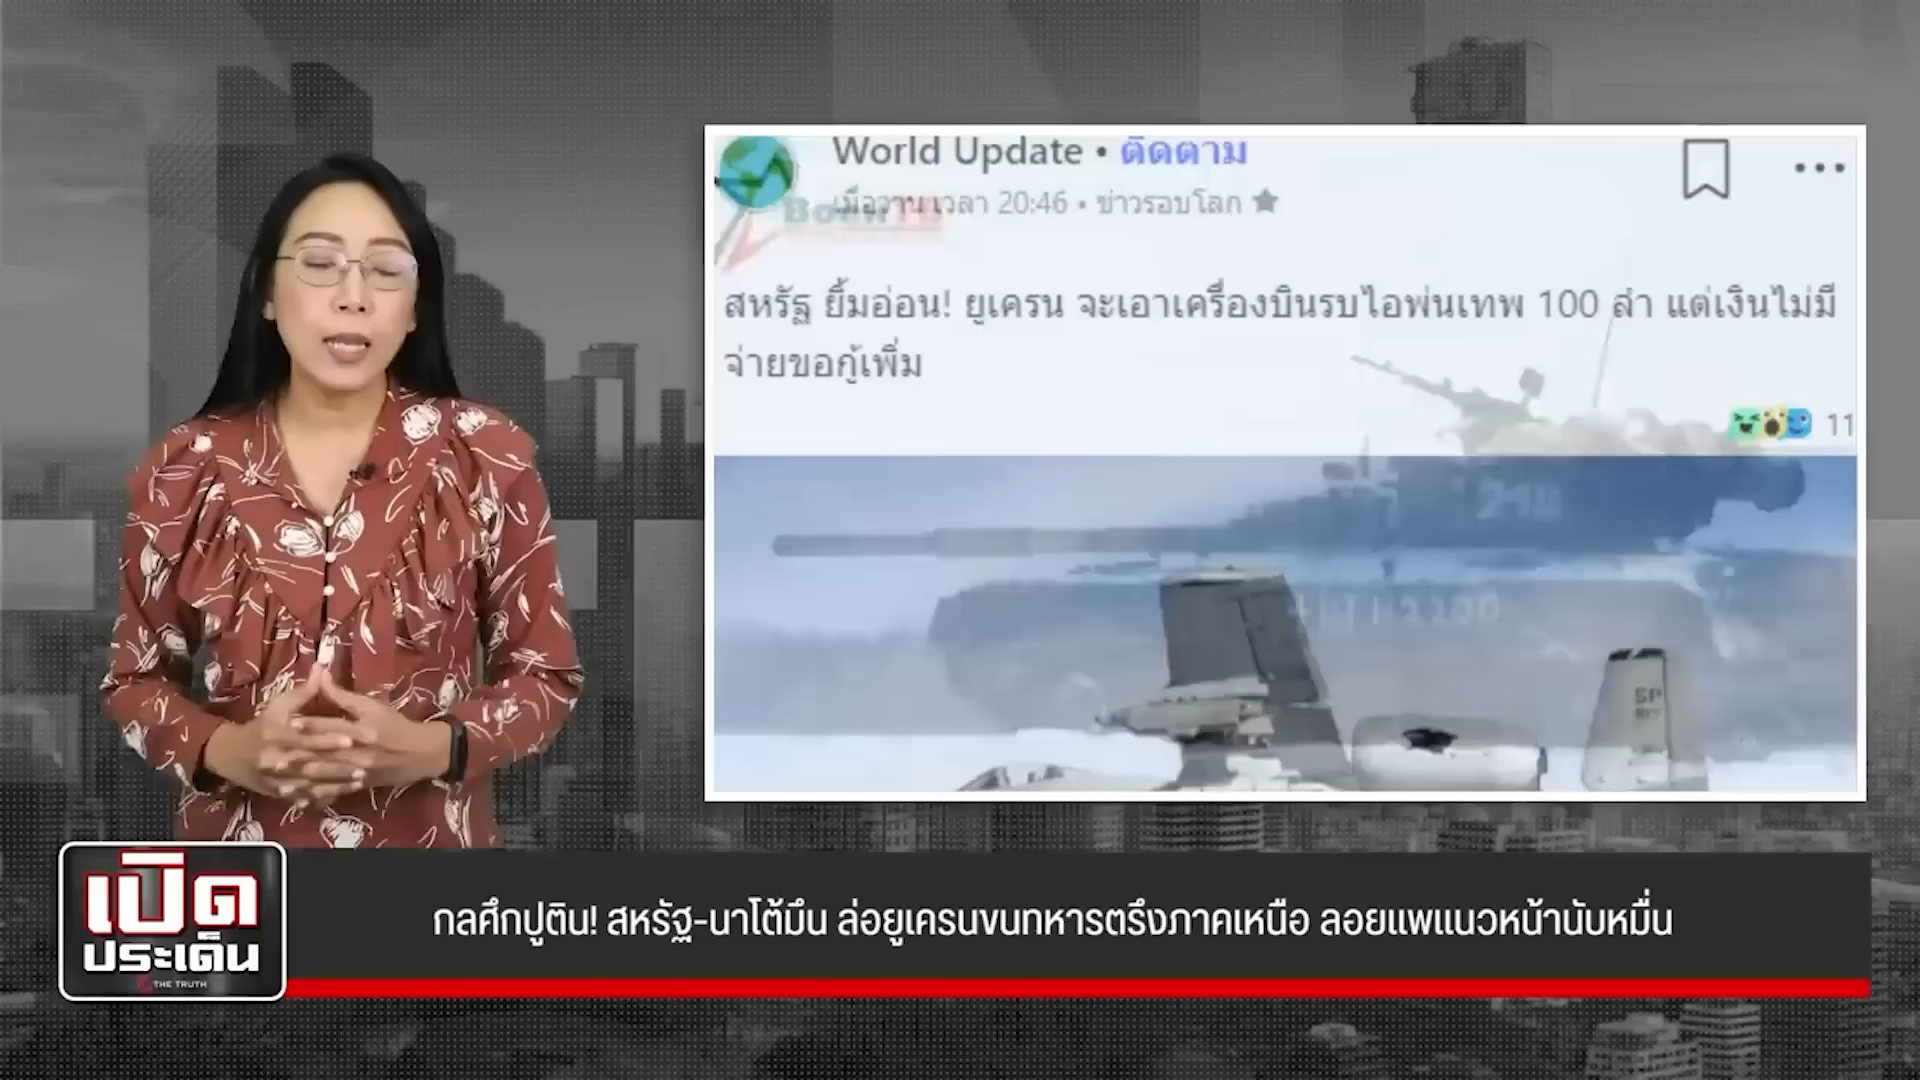 World Update • ติดตาม
เมื่อวาน เวลา 20:46 • ข่าวรอบโลก
สหรัฐ ยิ้มอ่อน! ยูเครน จะเอาเครื่องบินรบไอพ่นเทพ 100 ลำ แต่เงินไม่มี
จ่ายขอกู้เพิ่ม
11
SP
เปิด
ประเด็น
THE TRUTH
กลศึกปูติน! สหรัฐ-นาโต้มึน ล่อยูเครนขนทหารตรึงภาคเหนือ ลอยแพแนวหน้านับหมื่น